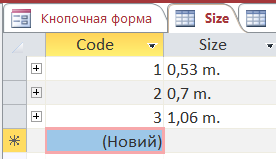 Кнопочная форма Size
Code Size
1 0,53 m.
2 0,7 m.
3 1,06 m.
(Новий)